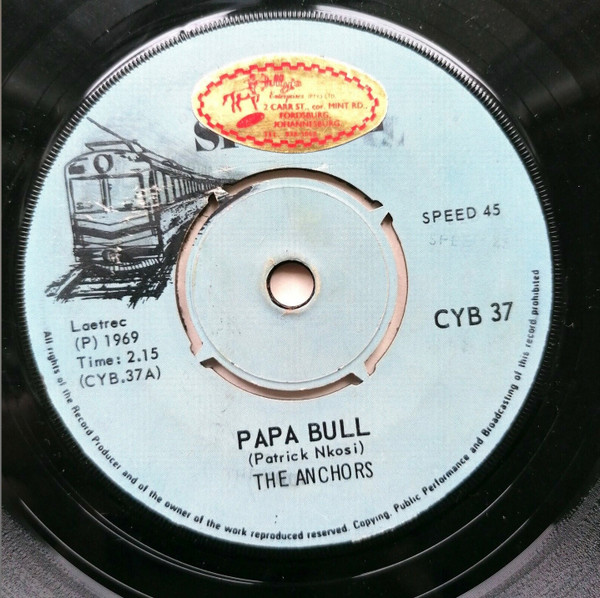 2 CARR ST., cor. MINT RD.,
FORDSBURG,
JOHANNESBURG.
SPEED 45
CYB 37
Laetrec
(P) 1969
Time: 2.15
(CYB.37A)
PAPA BULL
(Patrick Nkosi)
THE ANCHORS
All rights of the Record Producer and of the owner of the work reproduced reserved. Copying, Public Performance and Broadcasting of this record prohibited